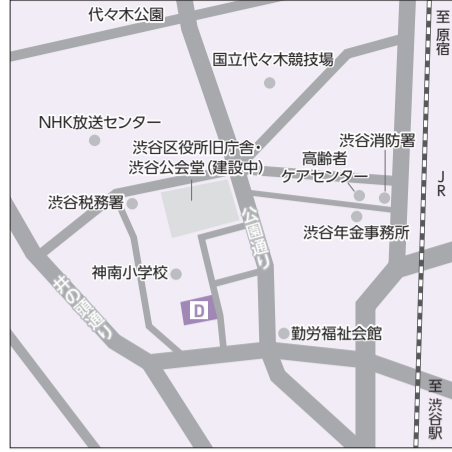 代々木公園
至 原宿
国立代々木競技場
NHK放送センター
渋谷区役所旧庁舎・
渋谷公会堂(建設中)
渋谷消防署
高齢者
ケアセンター
JR
渋谷税務署
公園通り
渋谷年金事務所
神南小学校
井の頭通り
D
勤労福祉会館
至 渋谷駅